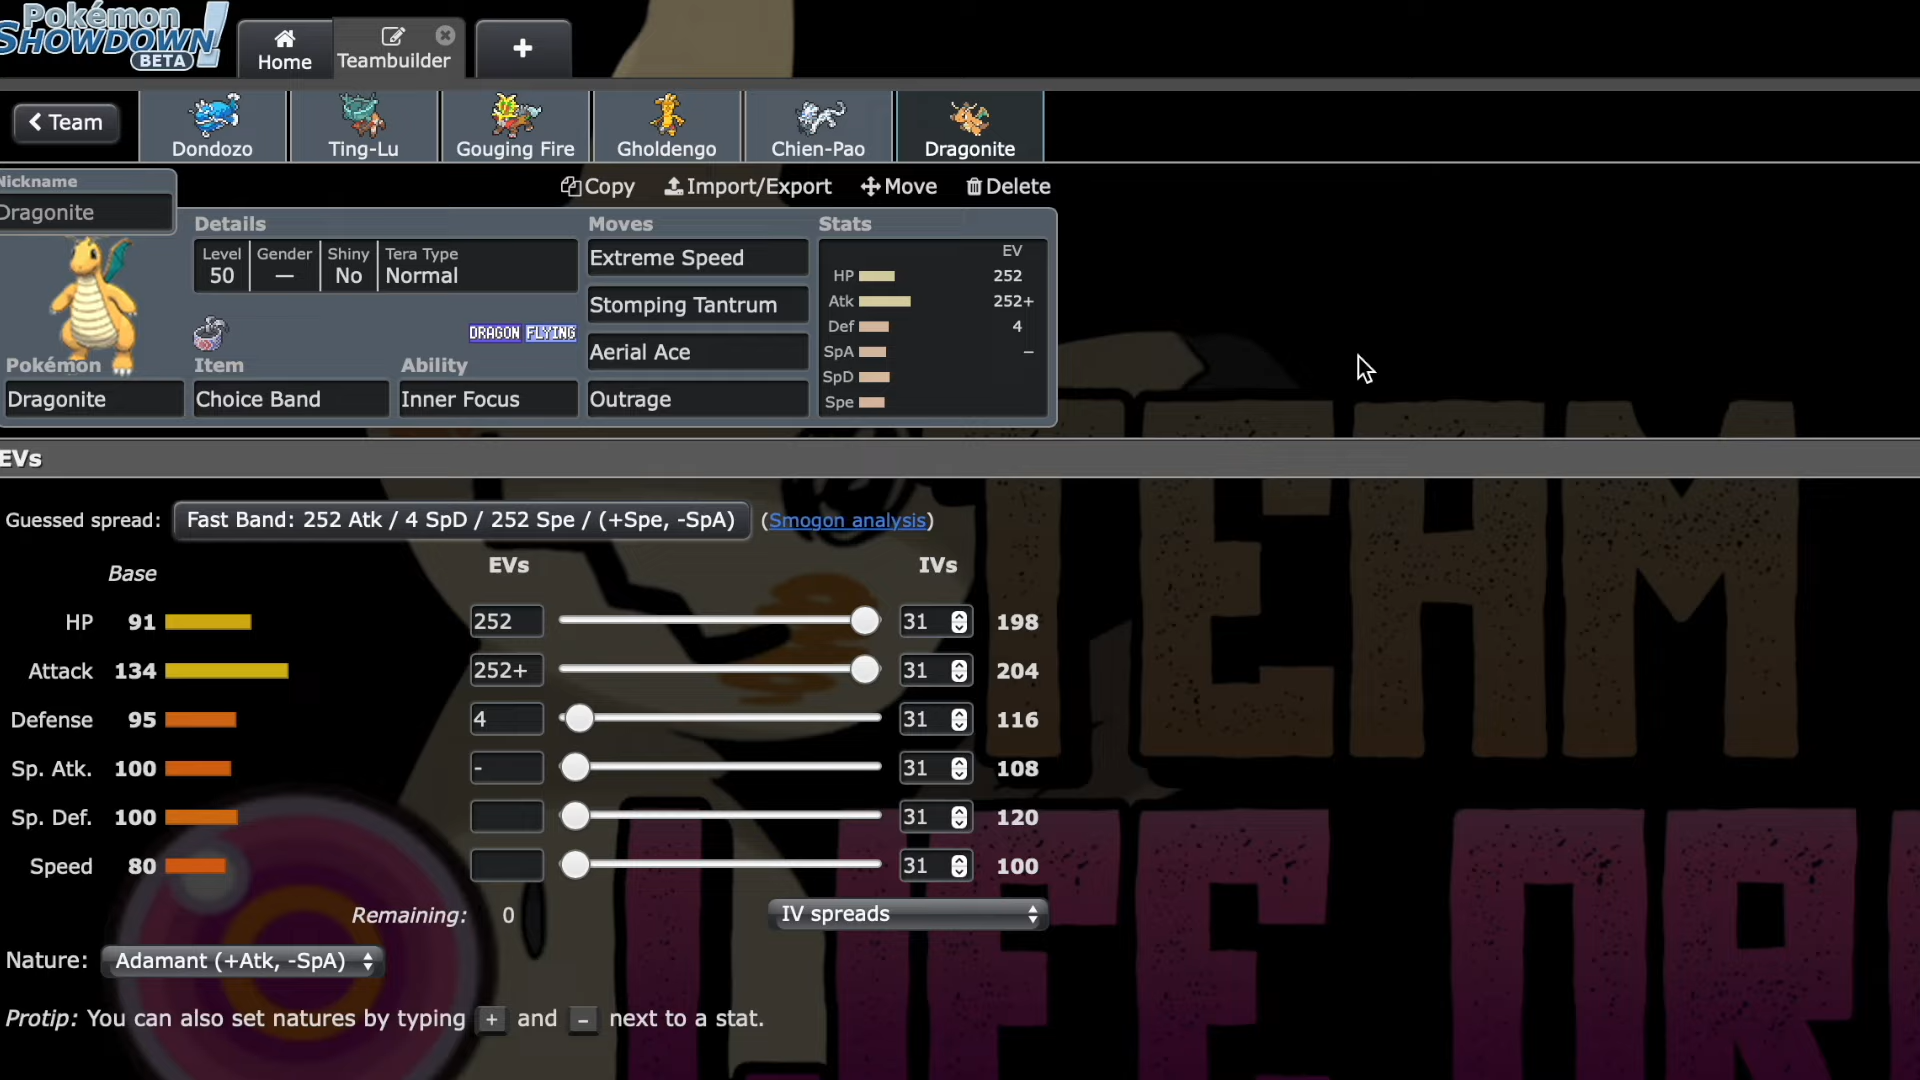 Pokémon
SHOWDOWN!
BETA
Home
Teambuilder
+
Team
Dondozo
Ting-Lu
Gouging Fire
Gholdengo
Chien-Pao
Dragonite
Copy
Import/Export
Move
Delete
Nickname
Dragonite
Details
Level
50
Gender
—
Shiny
No
Tera Type
Normal
DRAGON FLYING
Pokémon
Dragonite
Item
Choice Band
Ability
Inner Focus
Moves
Extreme Speed
Stomping Tantrum
Aerial Ace
Outrage
Stats
EV
HP 252
Atk 252+
Def 4
SpA –
SpD
Spe
EVs
Guessed spread: Fast Band: 252 Atk / 4 SpD / 252 Spe / (+Spe, -SpA) (Smogon analysis)
Base EVs IVs
HP 91 252 31 198
Attack 134 252+ 31 204
Defense 95 4 31 116
Sp. Atk. 100 - 31 108
Sp. Def. 100 31 120
Speed 80 31 100
Remaining: 0 IV spreads
Nature: Adamant (+Atk, -SpA)
Protip: You can also set natures by typing + and - next to a stat.
TEAM